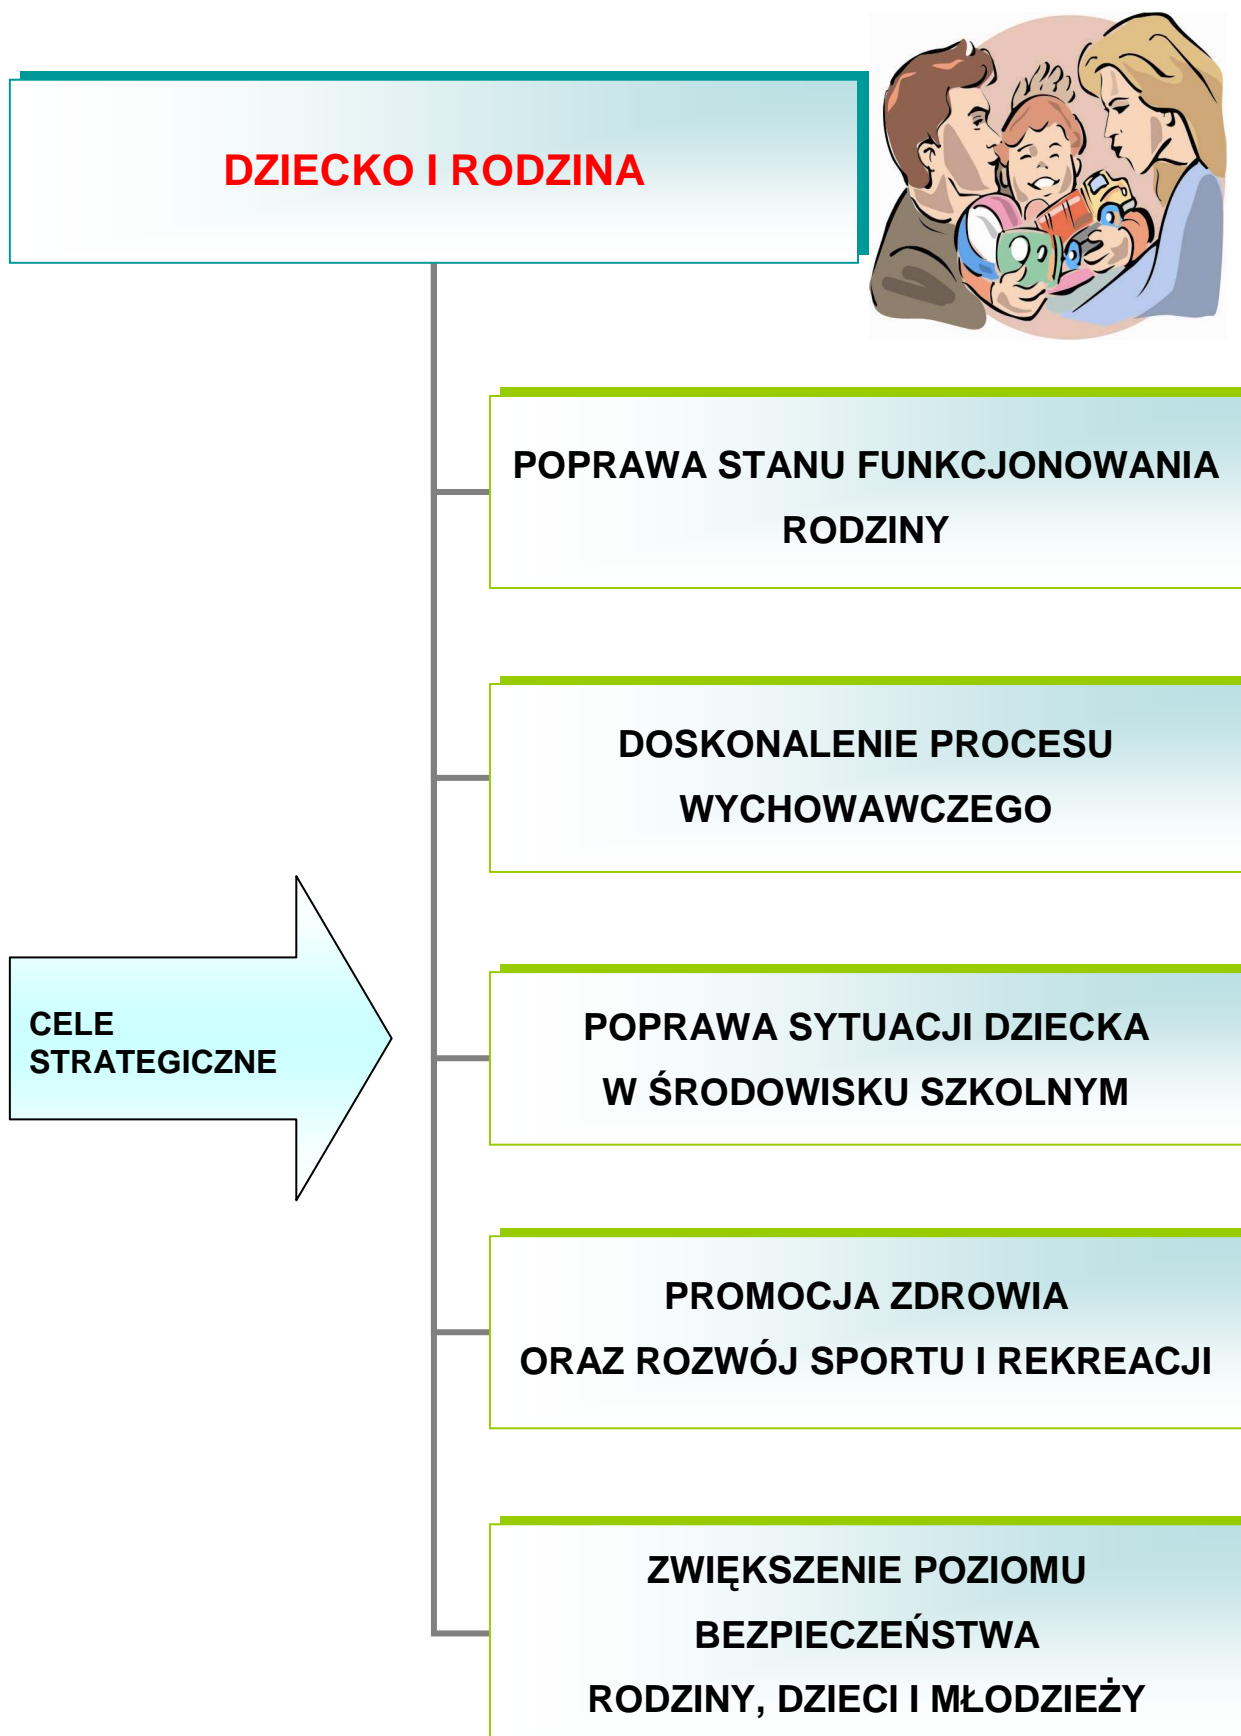 DZIECKO I RODZINA
POPRAWA STANU FUNKCJONOWANIA
RODZINY
DOSKONALENIE PROCESU
WYCHOWAWCZEGO
CELE
STRATEGICZNE
POPRAWA SYTUACJI DZIECKA
W ŚRODOWISKU SZKOLNYM
PROMOCJA ZDROWIA
ORAZ ROZWÓJ SPORTU I REKREACJI
ZWIĘKSZENIE POZIOMU
BEZPIECZEŃSTWA
RODZINY, DZIECI I MŁODZIEŻY